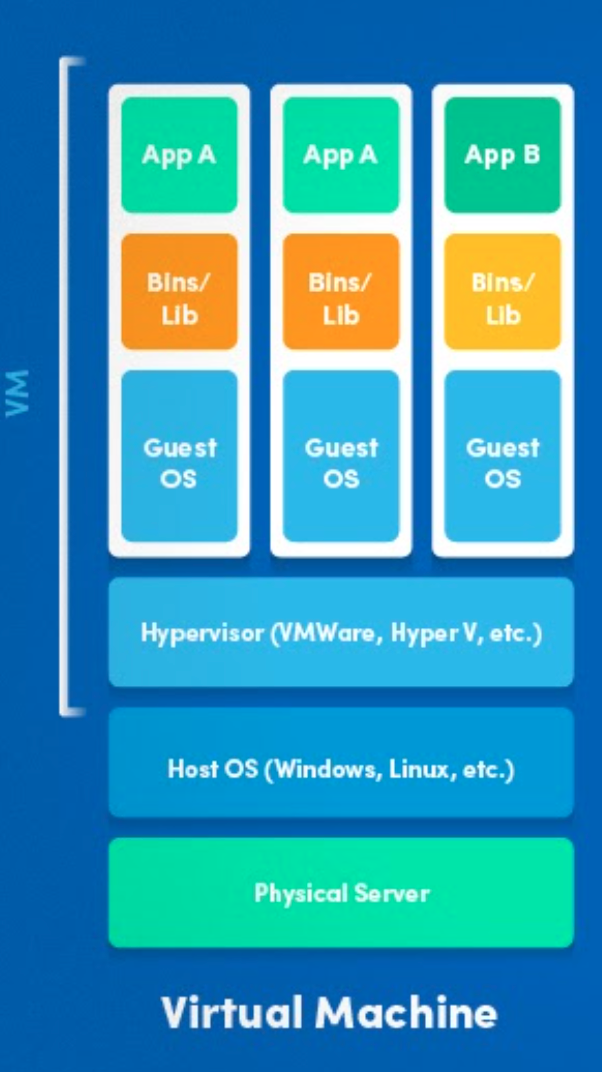 VM
App A
App A
App B
Bins/
Lib
Bins/
Lib
Bins/
Lib
Guest
OS
Guest
OS
Guest
OS
Hypervisor (VMWare, Hyper V, etc.)
Host OS (Windows, Linux, etc.)
Physical Server
Virtual Machine